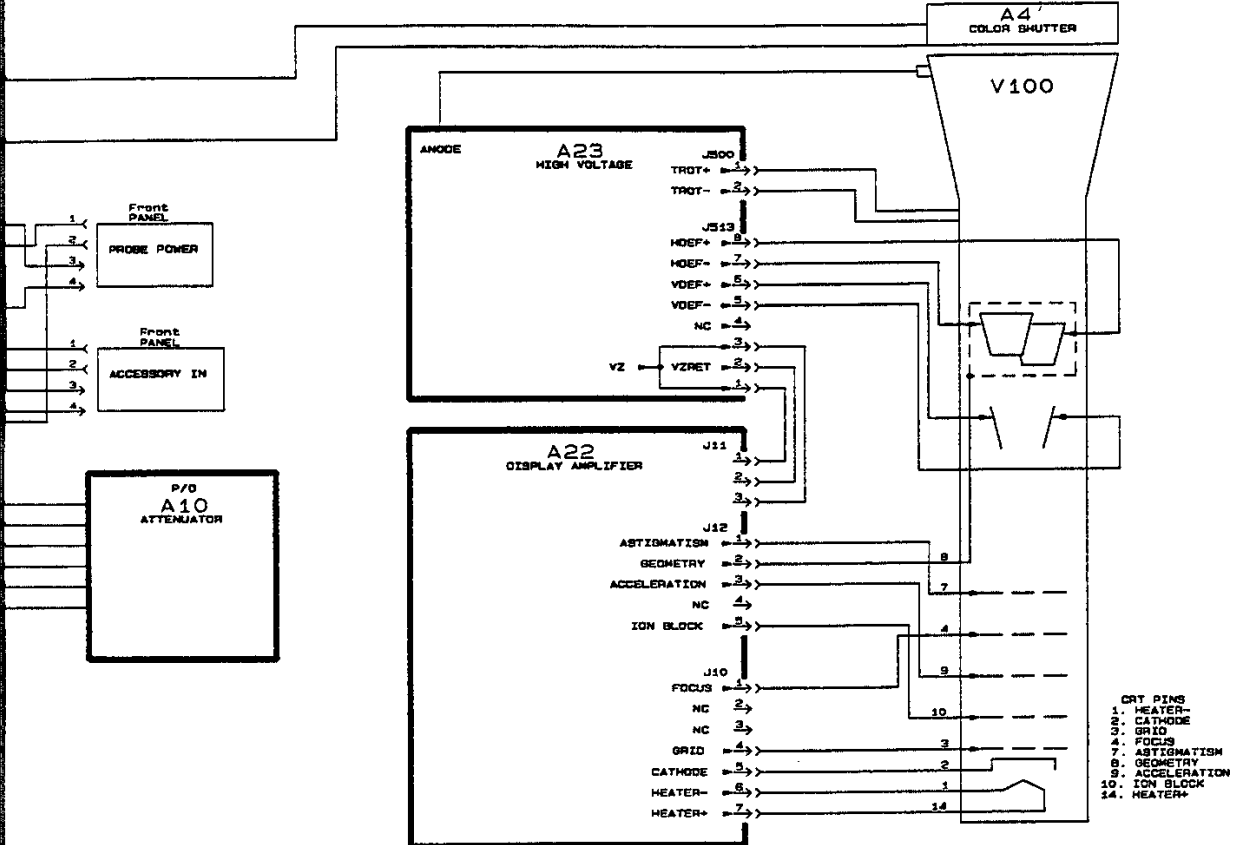 A4
COLOR SHUTTER
V100
ANODE
A23
HIGH VOLTAGE
J500
TROT+ 1
TROT- 2
J513
HDEF+ 8
HDEF- 7
VDEF+ 6
VDEF- 5
NC 4
3
VZ VZRET 2
1
Front
PANEL
1
2
3
4
PROBE POWER
Front
PANEL
1
2
3
4
ACCESSORY IN
P/O
A10
ATTENUATOR
A22
DISPLAY AMPLIFIER
J11
1
2
3
J12
ASTIGMATISM 1
GEOMETRY 2 8
ACCELERATION 3
7
NC 4
ION BLOCK 5
4
J10
9
FOCUS 1
NC 2
10
NC 3
GRID 4 3
CATHODE 5 2
HEATER- 6 1
HEATER+ 7 14
CRT PINS
1. HEATER-
2. CATHODE
3. GRID
4. FOCUS
7. ASTIGMATISM
8. GEOMETRY
9. ACCELERATION
10. ION BLOCK
14. HEATER+